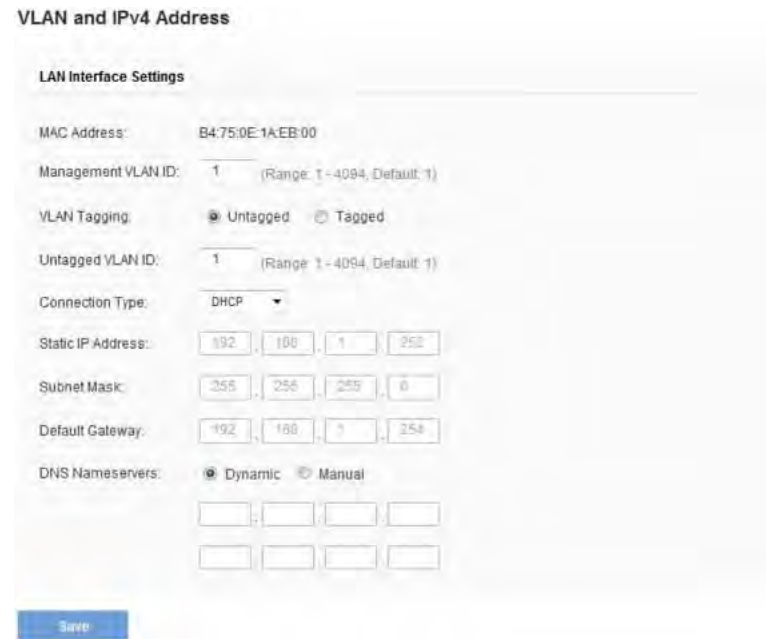 VLAN and IPv4 Address
LAN Interface Settings
MAC Address: B4:75:0E:1A:EB:00
Management VLAN ID: 1 (Range: 1 - 4094, Default: 1)
VLAN Tagging: Untagged Tagged
Untagged VLAN ID: 1 (Range: 1 - 4094, Default: 1)
Connection Type: DHCP
Static IP Address: 192 . 168 . 1 . 252
Subnet Mask: 255 . 255 . 255 . 0
Default Gateway: 192 . 168 . 1 . 254
DNS Nameservers: Dynamic Manual
Save